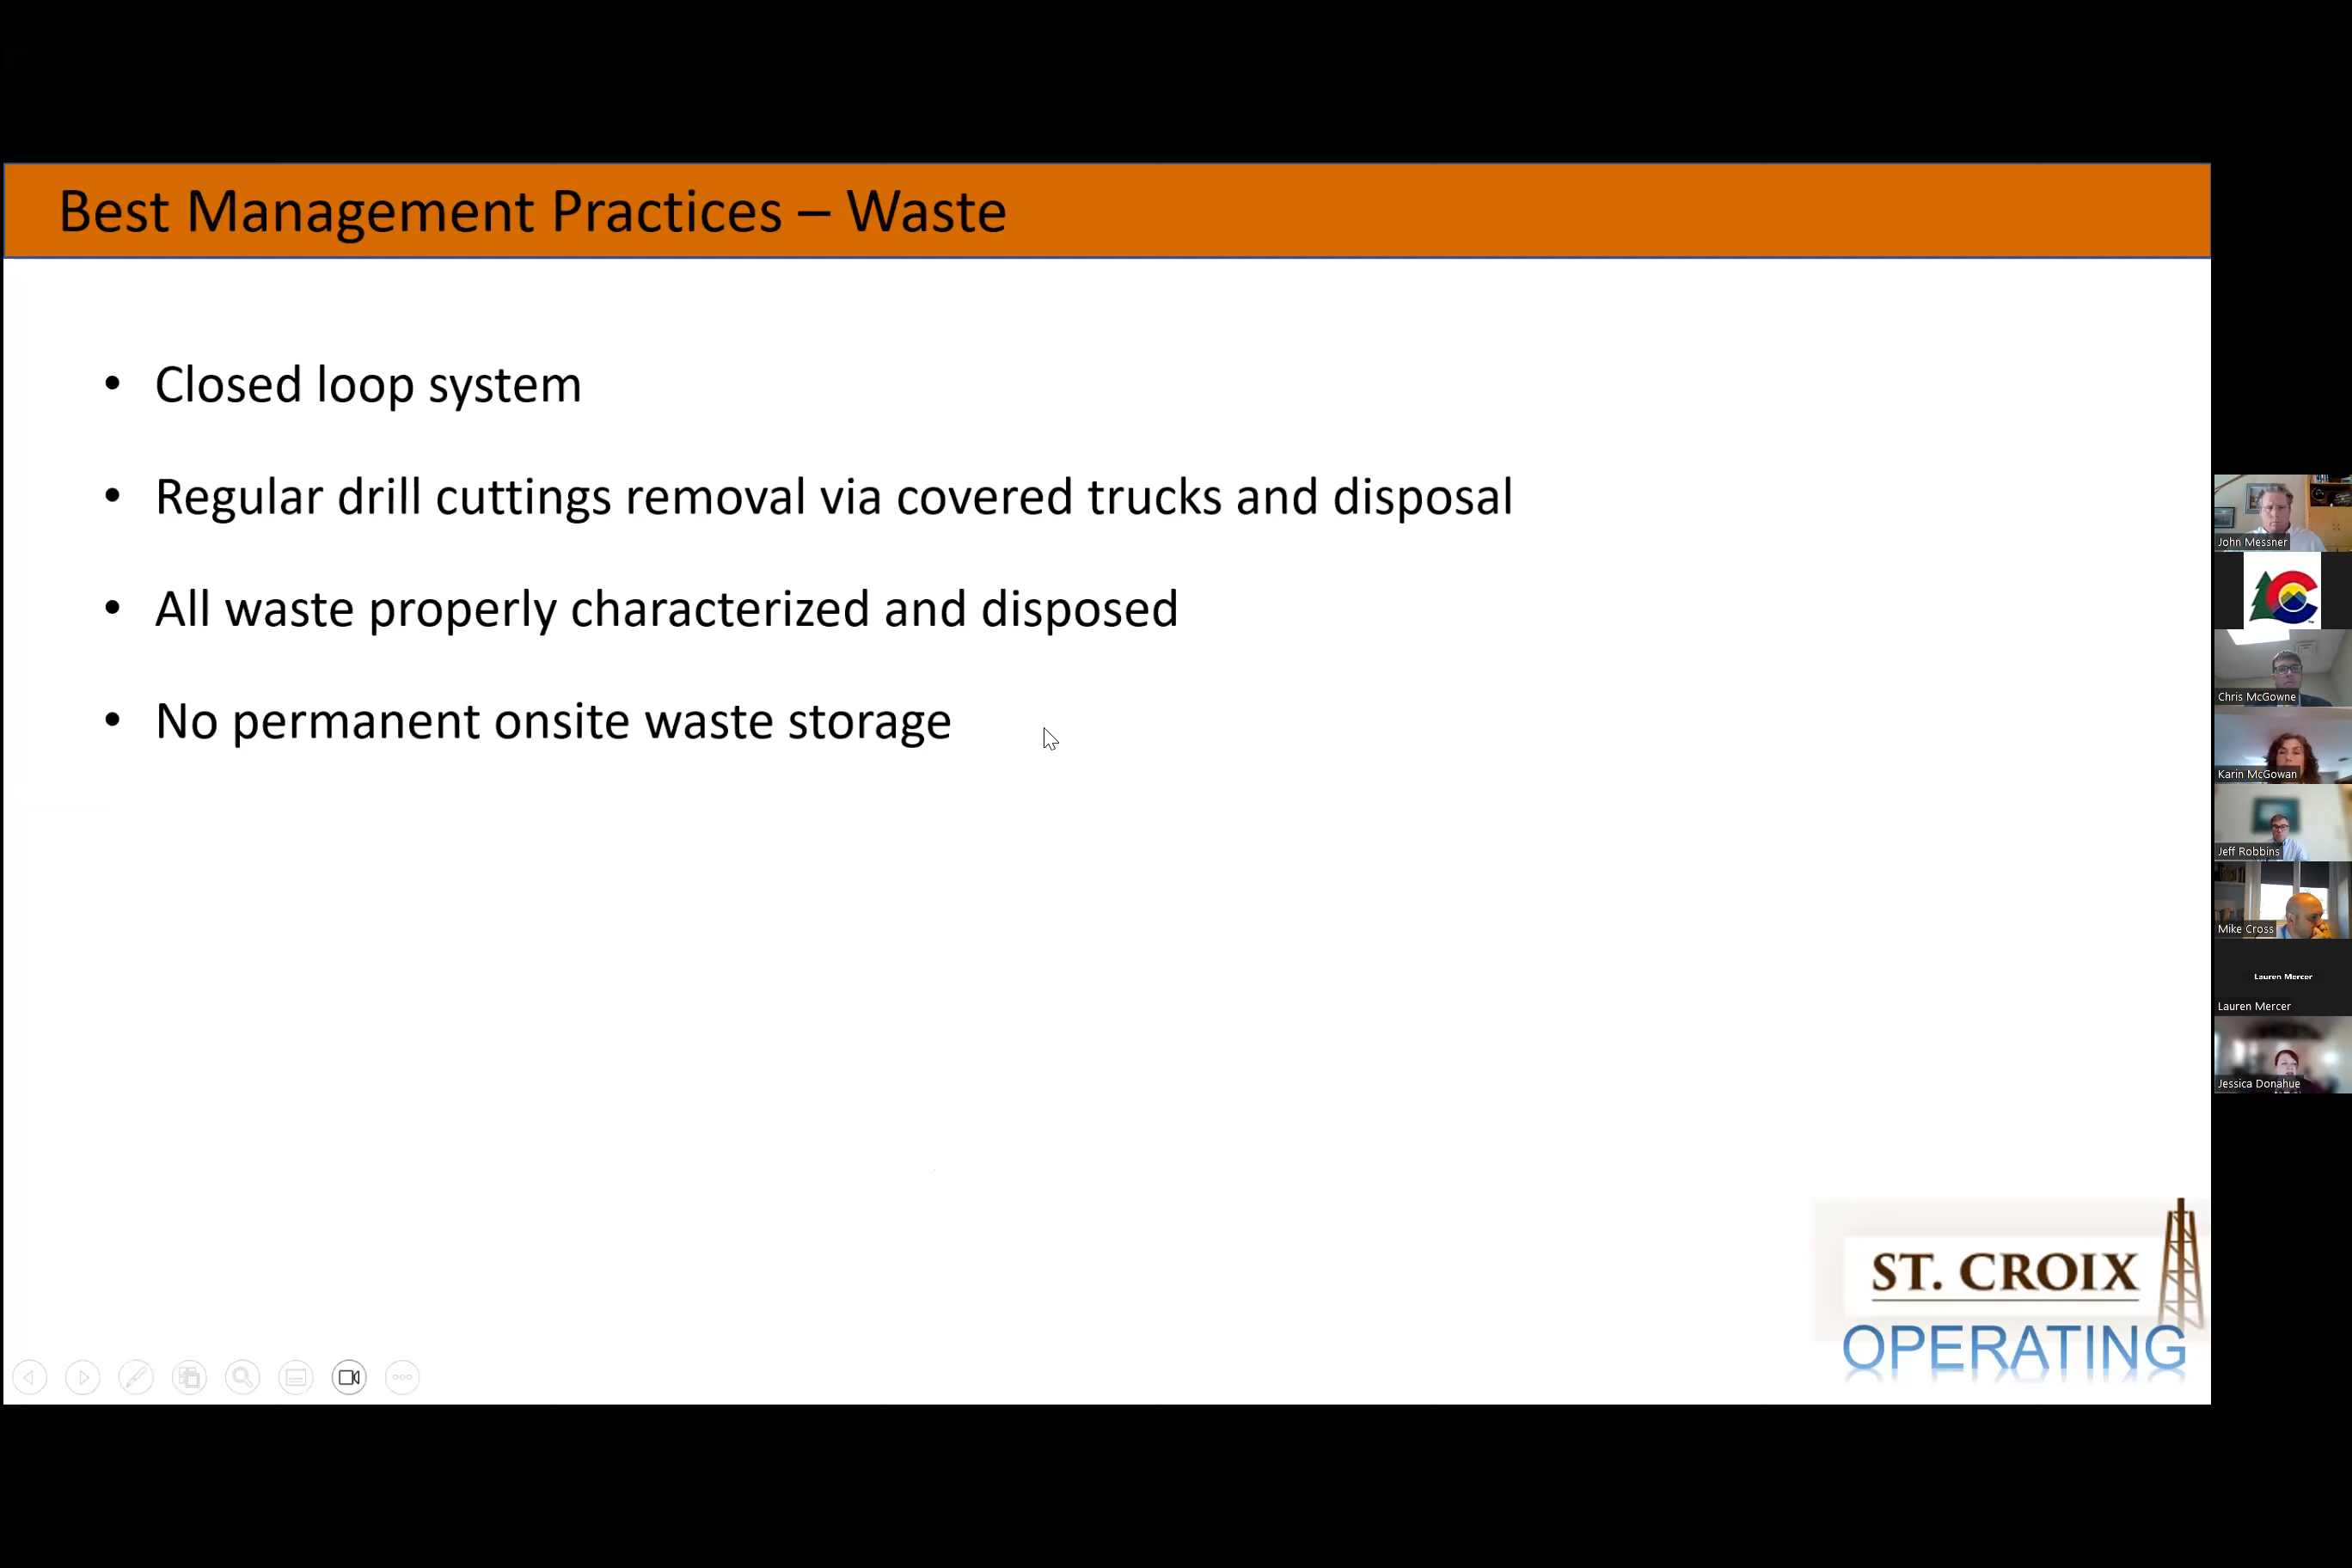 Best Management Practices – Waste
• Closed loop system
• Regular drill cuttings removal via covered trucks and disposal
• All waste properly characterized and disposed
• No permanent onsite waste storage
ST. CROIX
OPERATING
John Messner
Chris McGowne
Karin McGowan
Jeff Robbins
Mike Cross
Lauren Mercer
Lauren Mercer
Jessica Donahue